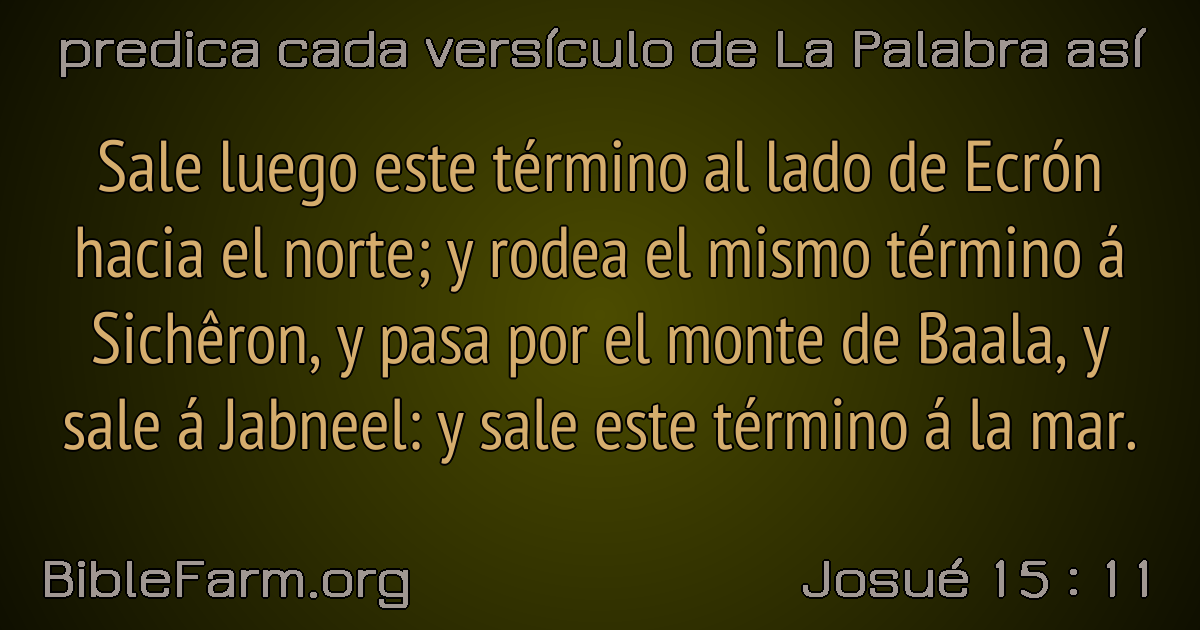 predica cada versículo de La Palabra así
Sale luego este término al lado de Ecrón
hacia el norte; y rodea el mismo término á
Sichêron, y pasa por el monte de Baala, y
sale á Jabneel: y sale este término á la mar.
BibleFarm.org
Josué 15 : 11